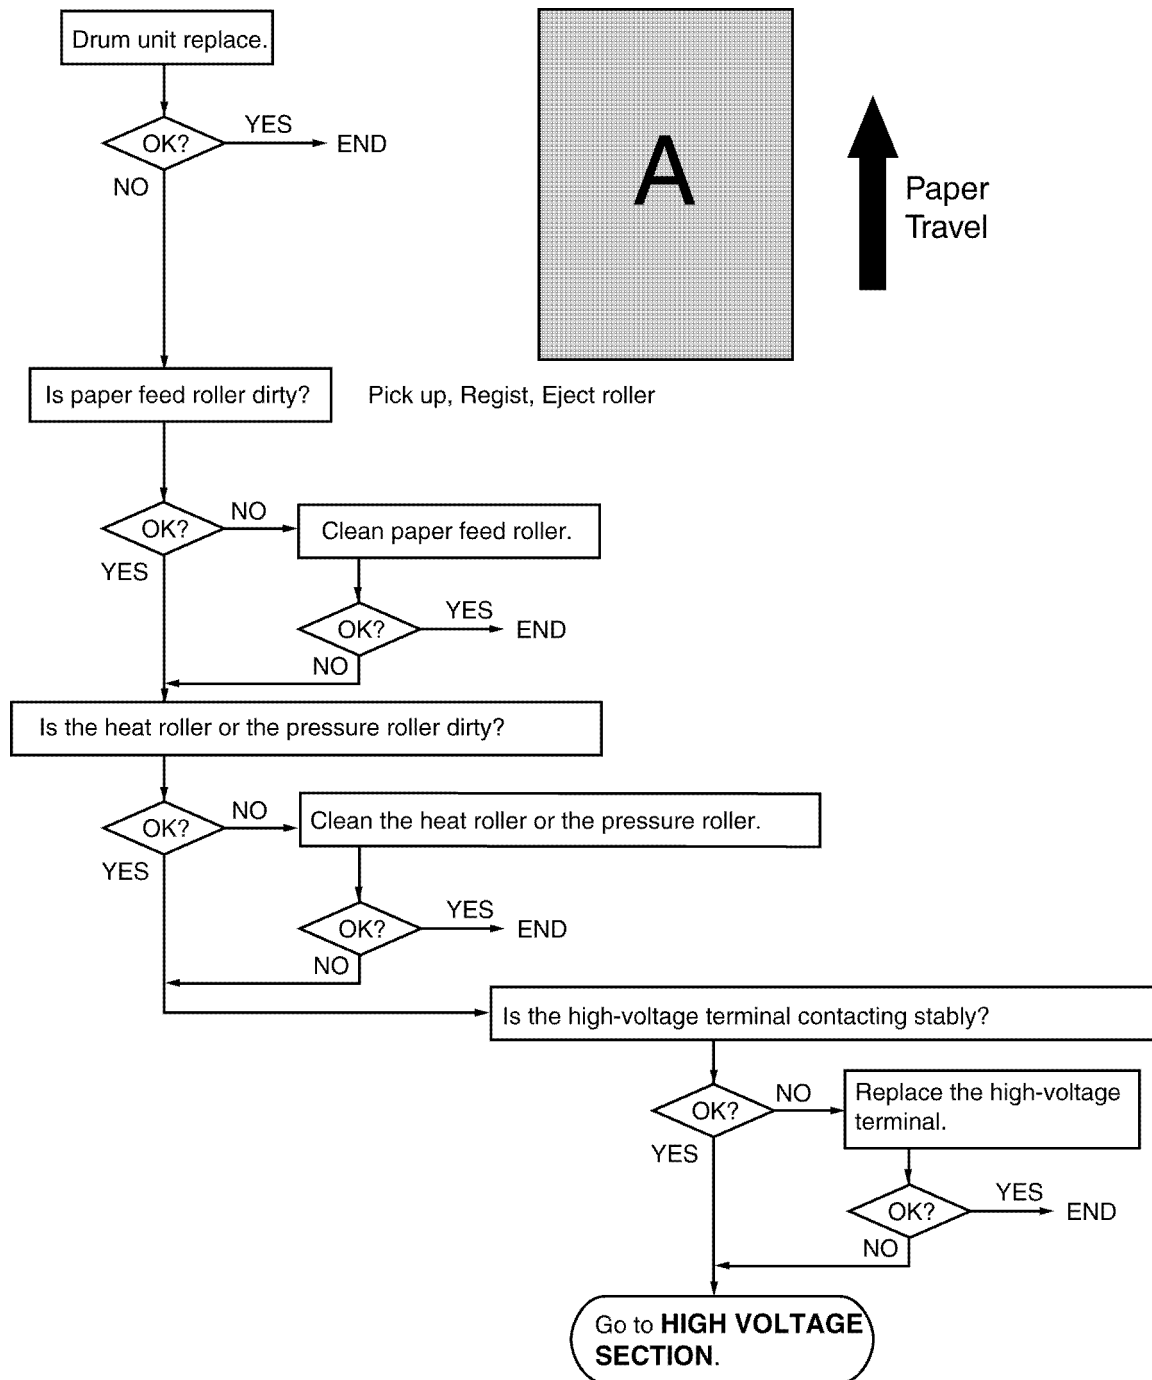 Drum unit replace.
OK?
YES
END
NO
A
Paper
Travel
Is paper feed roller dirty?
Pick up, Regist, Eject roller
OK?
NO
Clean paper feed roller.
YES
OK?
YES
END
NO
Is the heat roller or the pressure roller dirty?
OK?
NO
Clean the heat roller or the pressure roller.
YES
OK?
YES
END
NO
Is the high-voltage terminal contacting stably?
OK?
NO
Replace the high-voltage
terminal.
YES
OK?
YES
END
NO
Go to HIGH VOLTAGE
SECTION.